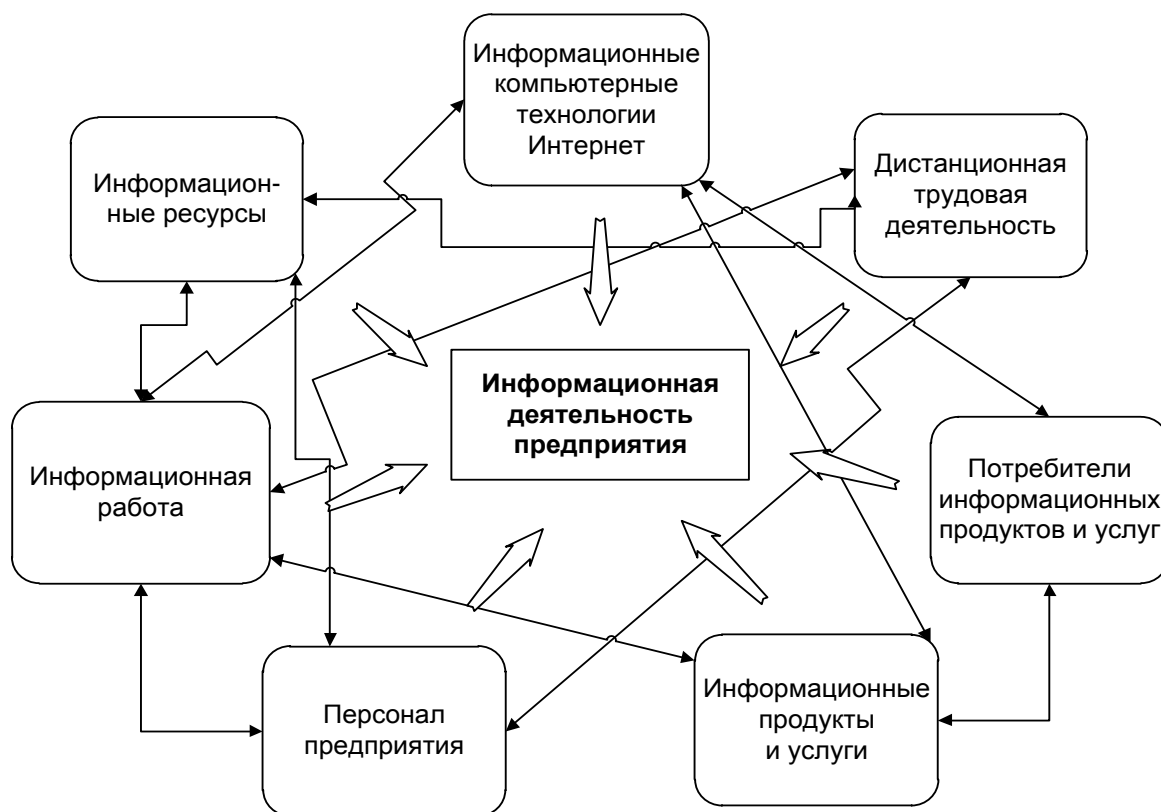 Информационные
компьютерные
технологии
Интернет
Информацион-
ные ресурсы
Дистанционная
трудовая
деятельность
Информационная
деятельность
предприятия
Информационная
работа
Потребители
информационных
продуктов и услуг
Персонал
предприятия
Информационные
продукты
и услуги